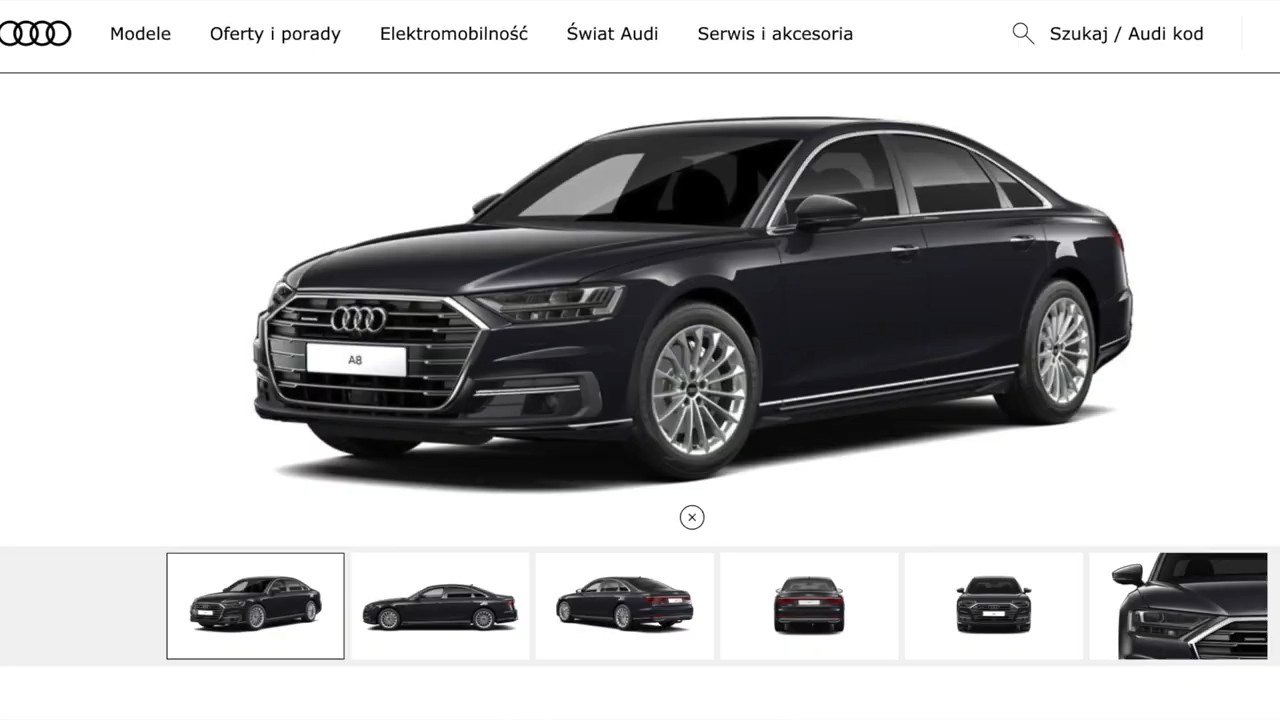 Modele Oferty i porady Elektromobilność Świat Audi Serwis i akcesoria Szukaj / Audi kod
A8